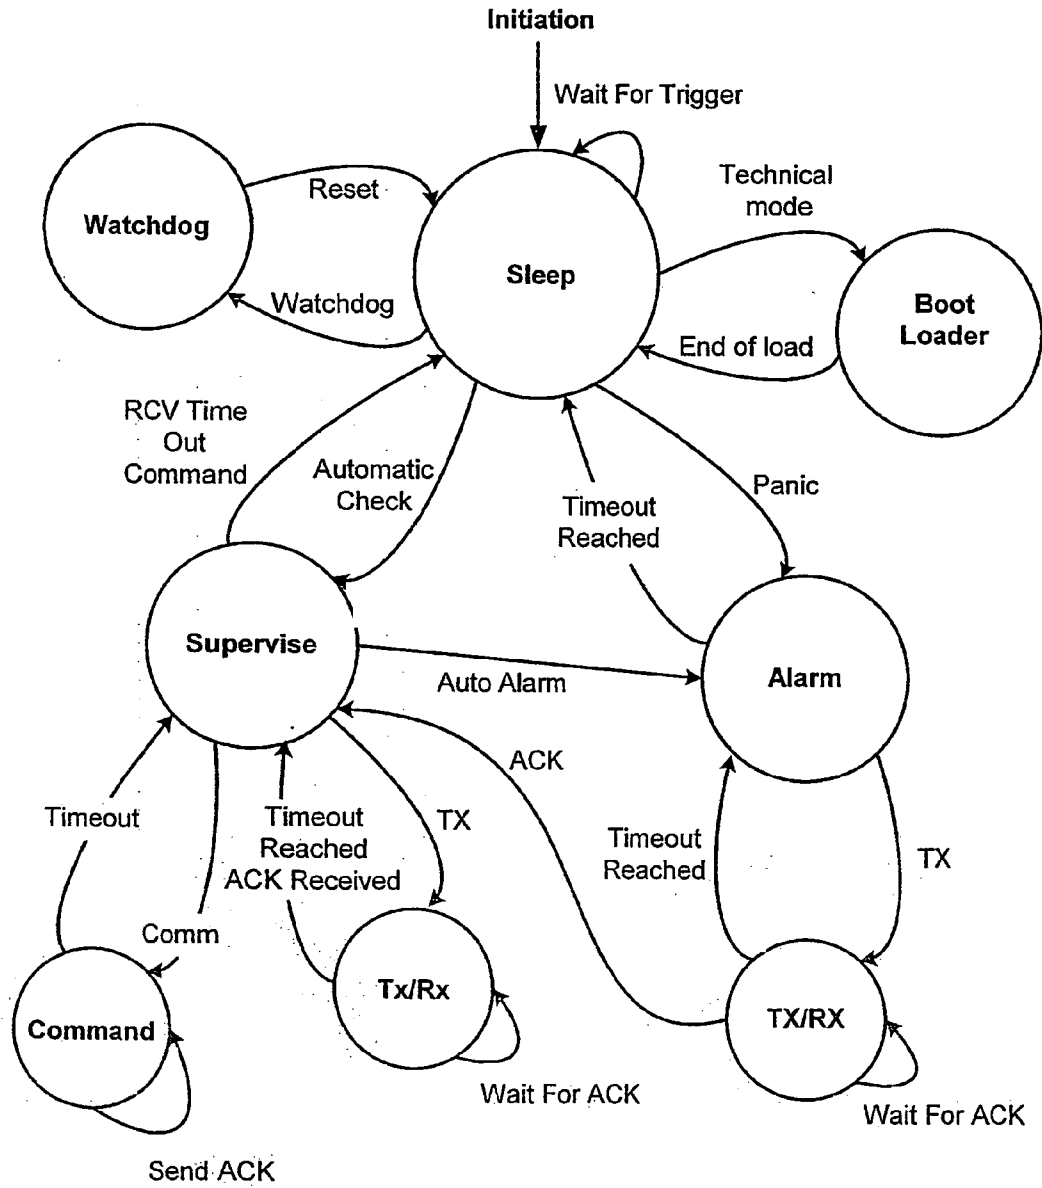 Initiation
Wait For Trigger
Technical
mode
Reset
Watchdog
Sleep
Boot
Loader
Watchdog
End of load
RCV Time
Out
Command
Automatic
Check
Panic
Timeout
Reached
Supervise
Alarm
Auto Alarm
ACK
Timeout
Timeout
Reached
ACK Received
TX
Timeout
Reached
TX
Comm
Tx/Rx
Command
TX/RX
Wait For ACK
Wait For ACK
Send ACK